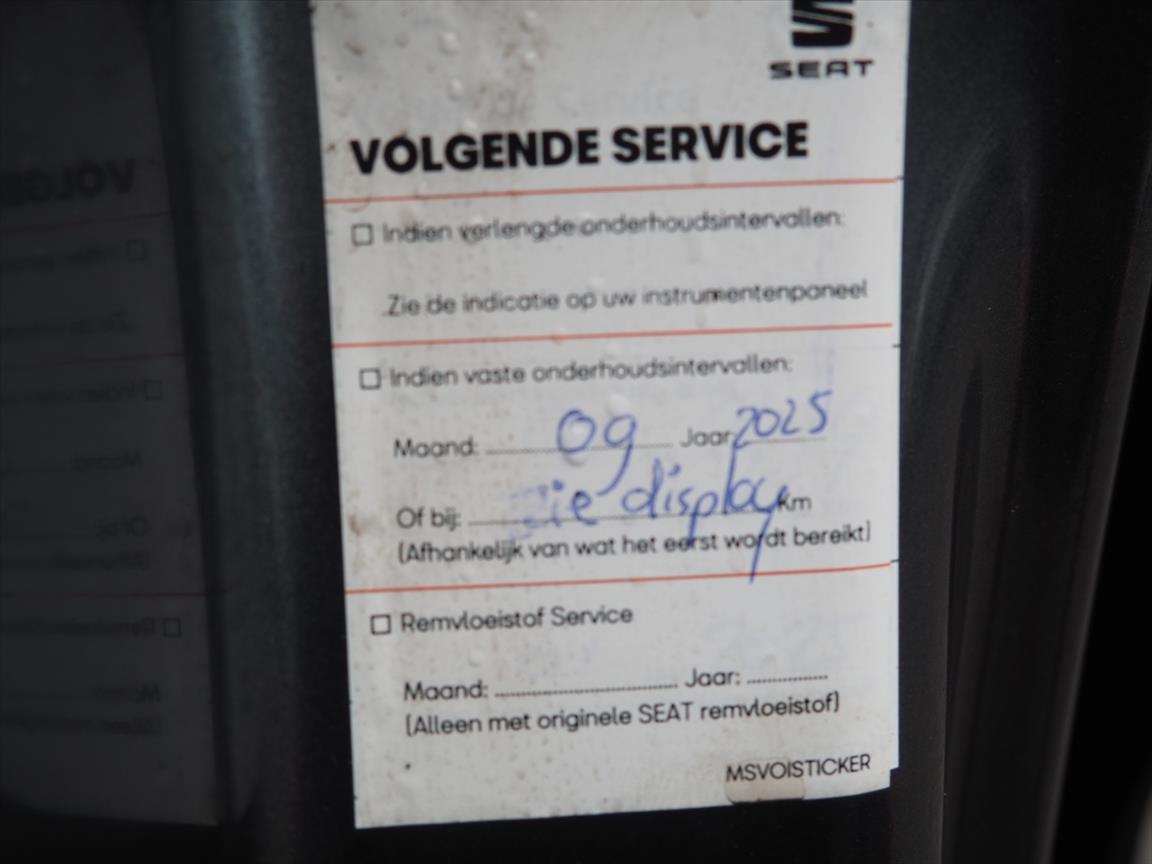 SEAT
VOLGENDE SERVICE
☐ Indien verlengde onderhoudsintervallen:
Zie de indicatie op uw instrumentenpaneel
☐ Indien vaste onderhoudsintervallen:
Maand: 09 Jaar 2025
Of bij: zie display km
(Afhankelijk van wat het eerst wordt bereikt)
☐ Remvloeistof Service
Maand: ........ Jaar: ........
(Alleen met originele SEAT remvloeistof)
MSVOISTICKER